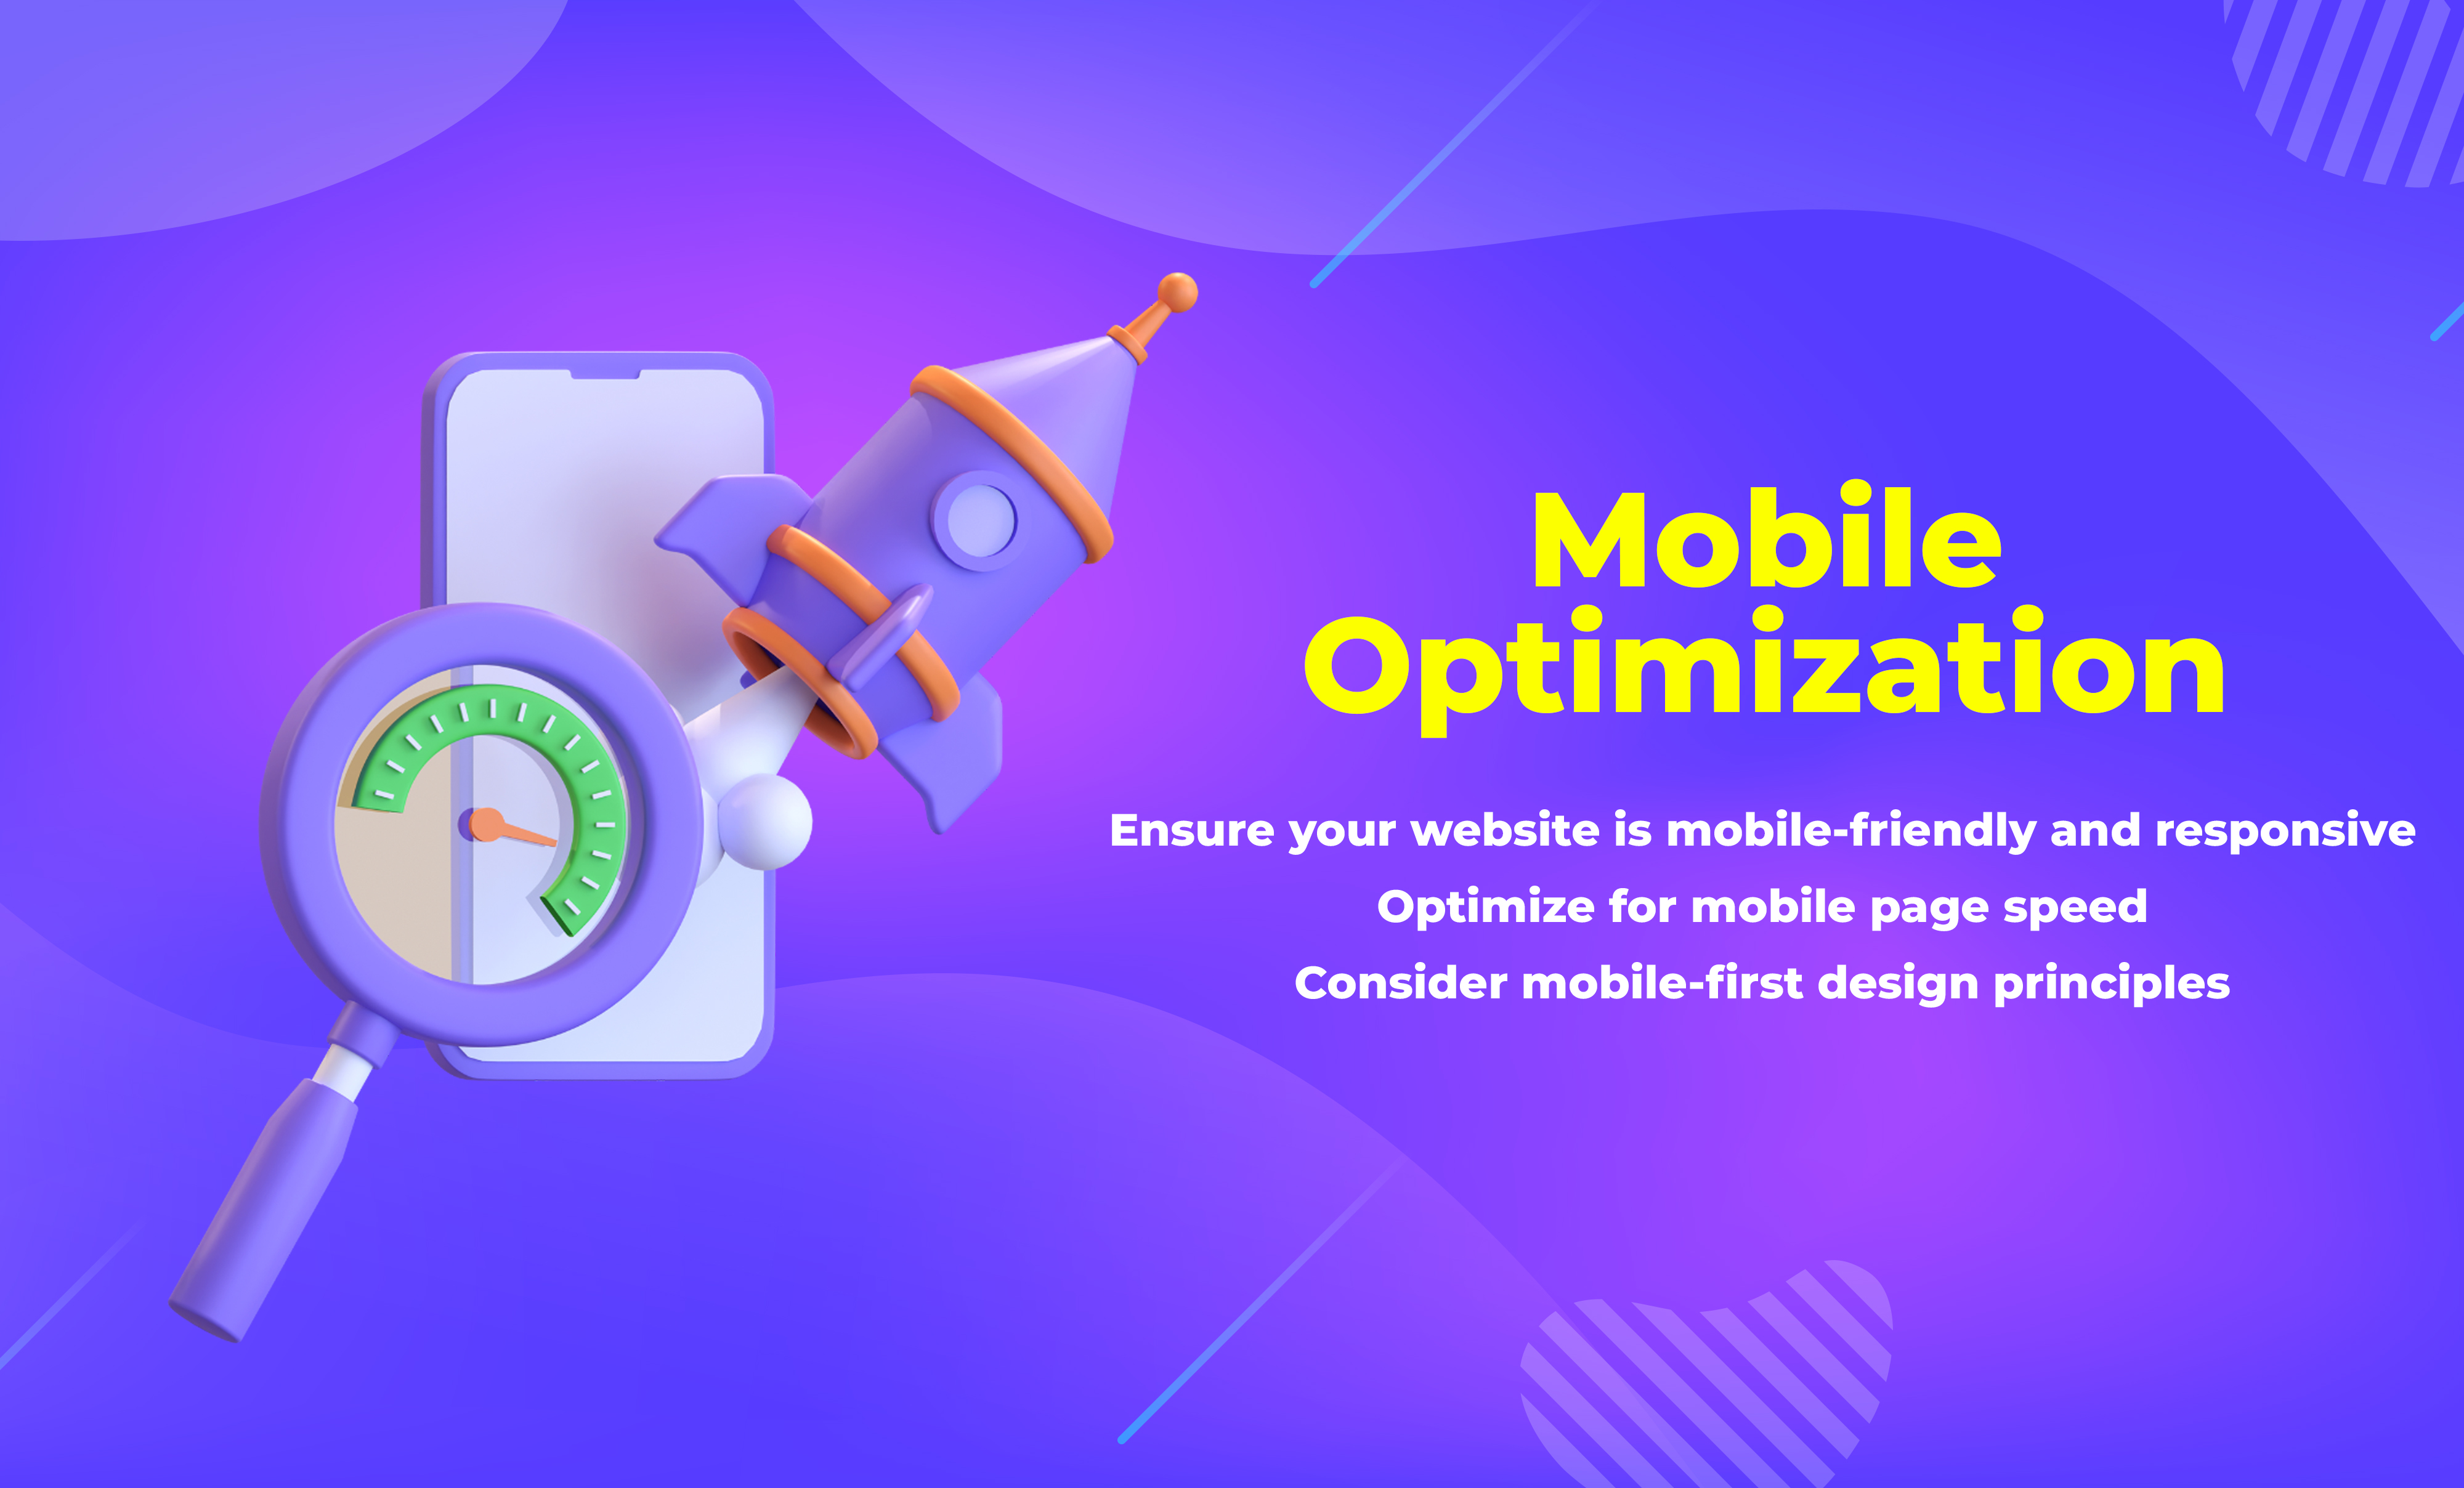 Mobile
Optimization
Ensure your website is mobile-friendly and responsive
Optimize for mobile page speed
Consider mobile-first design principles